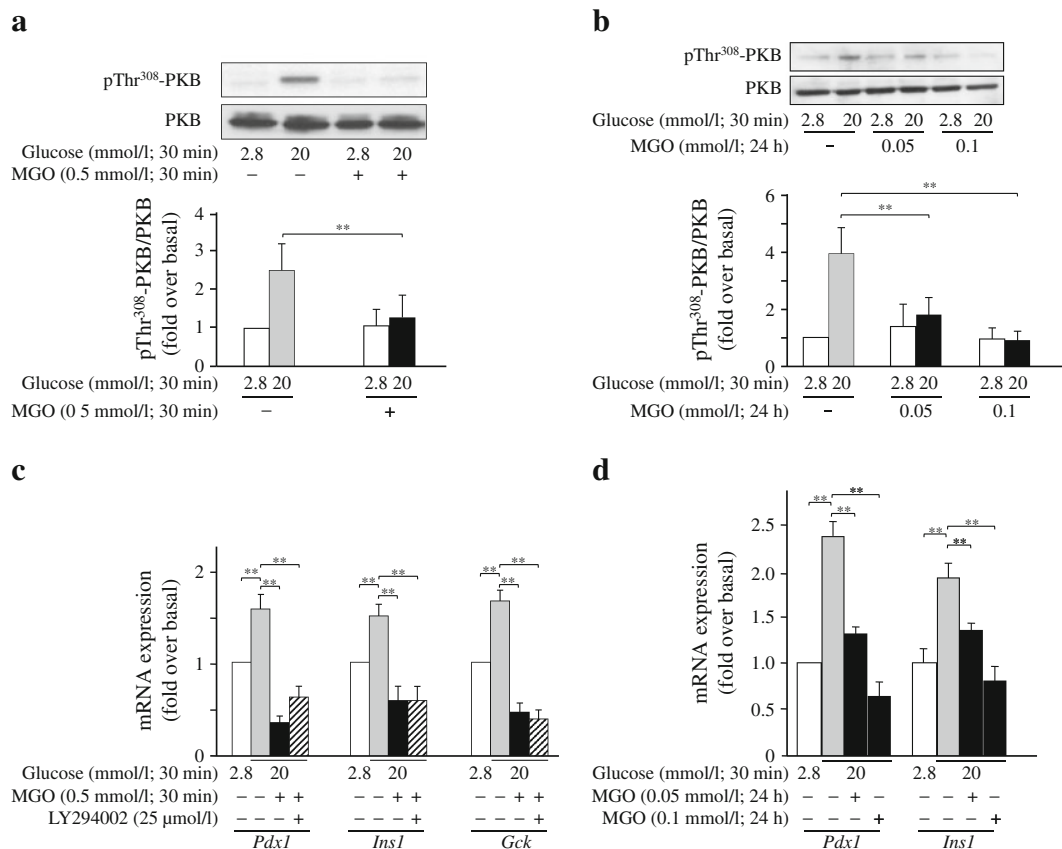 a
pThr³⁰⁸-PKB
PKB
Glucose (mmol/l; 30 min) 2.8 20 2.8 20
MGO (0.5 mmol/l; 30 min) – – + +
pThr³⁰⁸-PKB/PKB
(fold over basal)
4
3
2
1
0
**
Glucose (mmol/l; 30 min) 2.8 20 2.8 20
MGO (0 5 mmol/l; 30 min) – +
b
pThr³⁰⁸-PKB
PKB
Glucose (mmol/l; 30 min) 2.8 20 2.8 20 2.8 20
MGO (mmol/l; 24 h) – 0.05 0.1
pThr³⁰⁸-PKB/PKB
(fold over basal)
6
4
2
0
**
**
Glucose (mmol/l; 30 min) 2.8 20 2.8 20 2.8 20
MGO (mmol/l; 24 h) – 0.05 0.1
c
mRNA expression
(fold over basal)
2
1
0
** ** **
** ** **
** ** **
Glucose (mmol/l; 30 min) 2.8 20 2.8 20 2.8 20
MGO (0.5 mmol/l; 30 min) – – + + – – + + – – + +
LY294002 (25 µmol/l) – – – + – – – + – – – +
Pdx1 Ins1 Gck
d
mRNA expression
(fold over basal)
2.5
2.0
1.5
1.0
0.5
0
** ** **
** ** **
Glucose (mmol/l; 30 min) 2.8 20 2.8 20
MGO (0.05 mmol/l; 24 h) – – + – – – + –
MGO (0.1 mmol/l; 24 h) – – – + – – – +
Pdx1 Ins1